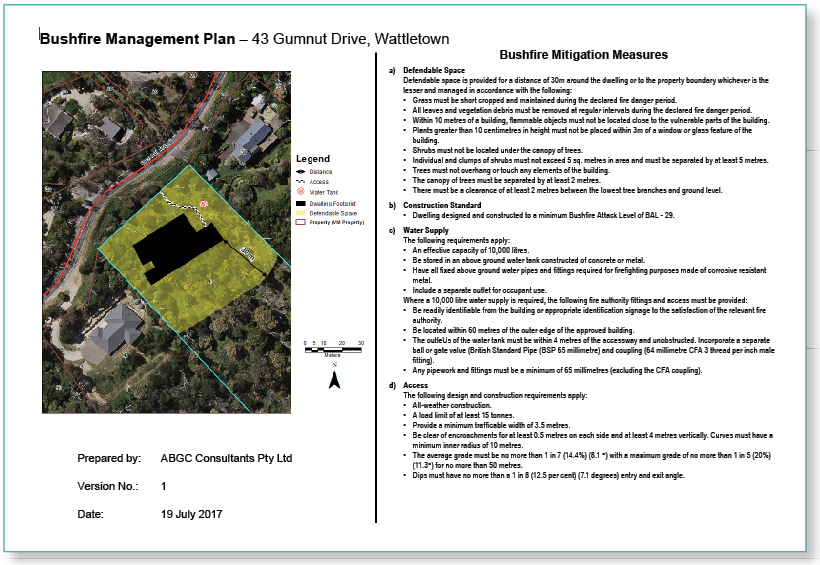 Bushfire Management Plan – 43 Gumnut Drive, Wattletown
Legend
Distance
Access
Water Tank
Dwelling Footprint
Defendable Space
Property (VM Property)
0 5 10 20 30
Meters
N
Prepared by: ABGC Consultants Pty Ltd
Version No.: 1
Date: 19 July 2017
Bushfire Mitigation Measures
a) Defendable Space
Defendable space is provided for a distance of 30m around the dwelling or to the property boundary whichever is the
lesser and managed in accordance with the following:
• Grass must be short cropped and maintained during the declared fire danger period.
• All leaves and vegetation debris must be removed at regular intervals during the declared fire danger period.
• Within 10 metres of a building, flammable objects must not be located close to the vulnerable parts of the building.
• Plants greater than 10 centimetres in height must not be placed within 3m of a window or glass feature of the
building.
• Shrubs must not be located under the canopy of trees.
• Individual and clumps of shrubs must not exceed 5 sq. metres in area and must be separated by at least 5 metres.
• Trees must not overhang or touch any elements of the building.
• The canopy of trees must be separated by at least 2 metres.
• There must be a clearance of at least 2 metres between the lowest tree branches and ground level.
b) Construction Standard
• Dwelling designed and constructed to a minimum Bushfire Attack Level of BAL - 29.
c) Water Supply
The following requirements apply:
• An effective capacity of 10,000 litres.
• Be stored in an above ground water tank constructed of concrete or metal.
• Have all fixed above ground water pipes and fittings required for firefighting purposes made of corrosive resistant
metal.
• Include a separate outlet for occupant use.
Where a 10,000 litre water supply is required, the following fire authority fittings and access must be provided:
• Be readily identifiable from the building or appropriate identification signage to the satisfaction of the relevant fire
authority.
• Be located within 60 metres of the outer edge of the approved building.
• The outleUs of the water tank must be within 4 metres of the accessway and unobstructed. Incorporate a separate
ball or gate valve (British Standard Pipe (BSP 65 millimetre) and coupling (64 millimetre CFA 3 thread per inch male
fitting).
• Any pipework and fittings must be a minimum of 65 millimetres (excluding the CFA coupling).
d) Access
The following design and construction requirements apply:
• All-weather construction.
• A load limit of at least 15 tonnes.
• Provide a minimum trafficable width of 3.5 metres.
• Be clear of encroachments for at least 0.5 metres on each side and at least 4 metres vertically. Curves must have a
minimum inner radius of 10 metres.
• The average grade must be no more than 1 in 7 (14.4%) (8.1 °) with a maximum grade of no more than 1 in 5 (20%)
(11.3°) for no more than 50 metres.
• Dips must have no more than a 1 in 8 (12.5 per cent) (7.1 degrees) entry and exit angle.